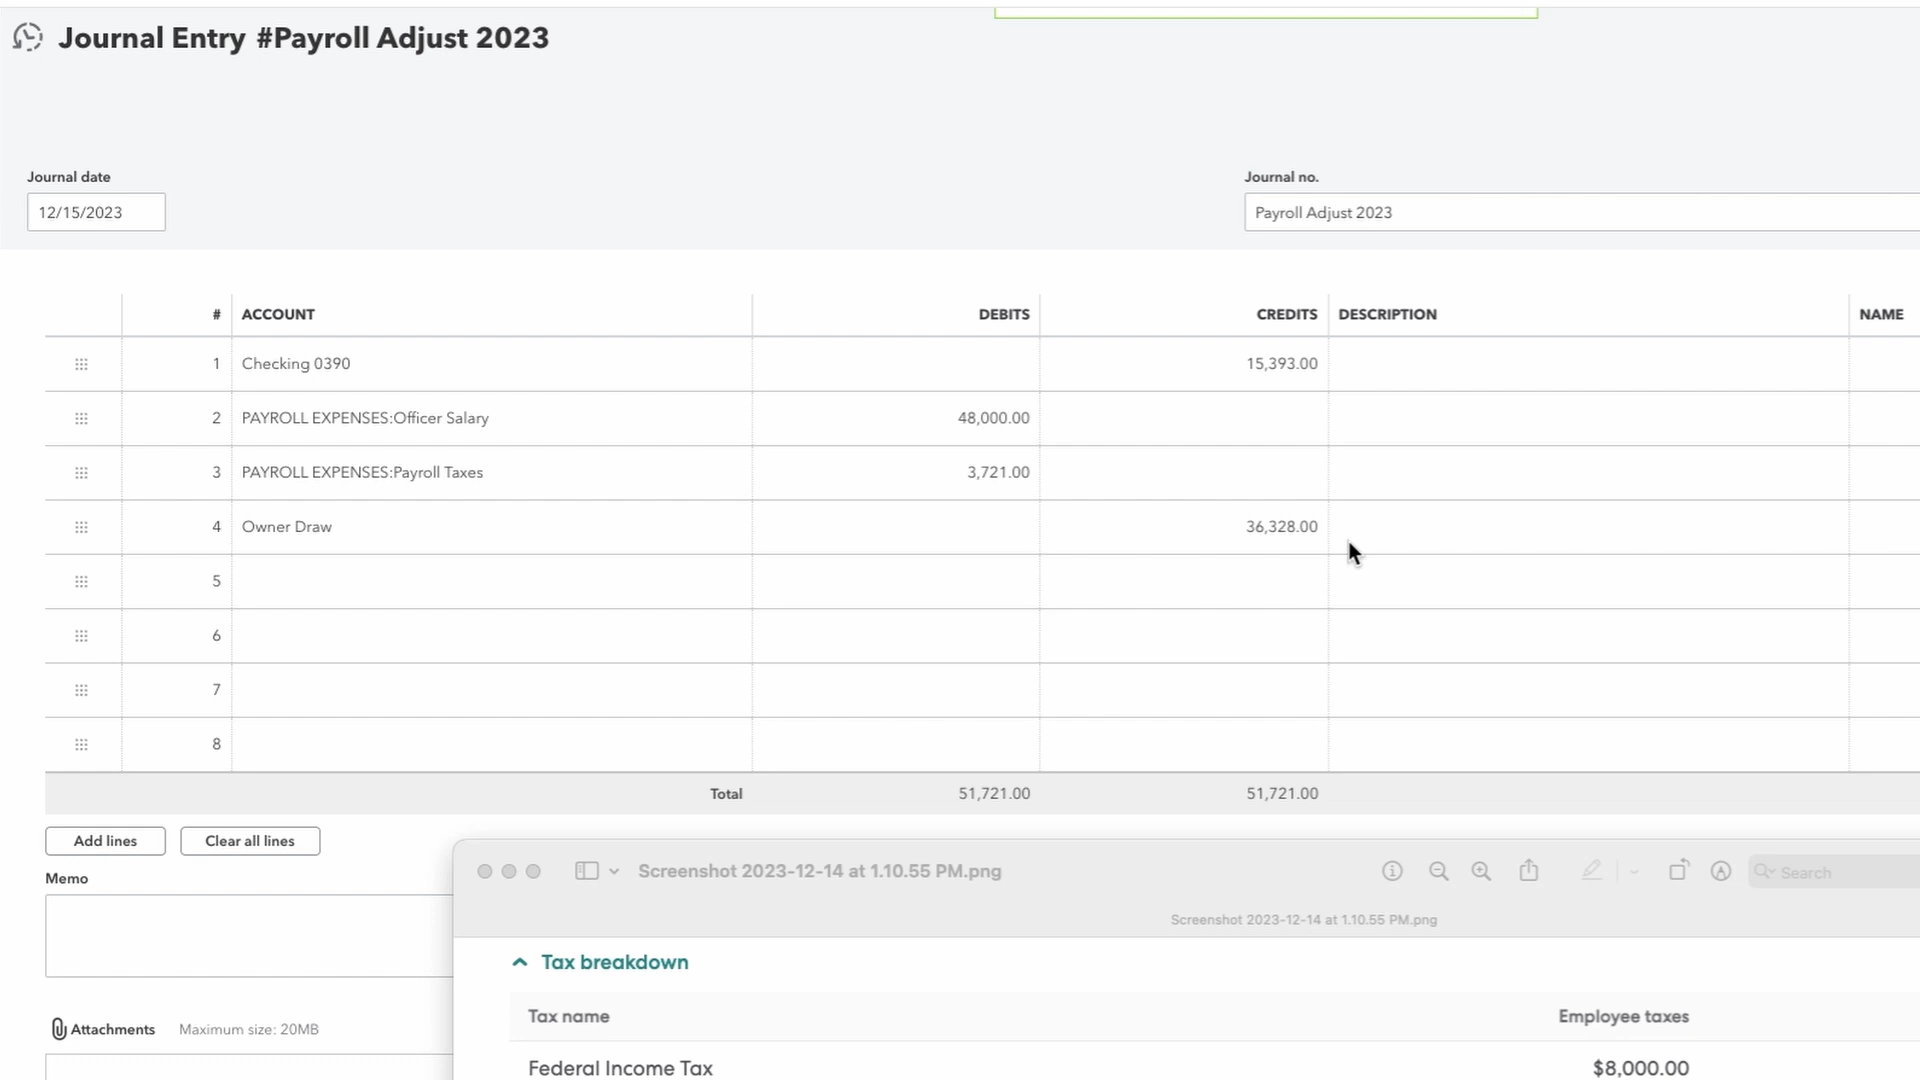 Journal Entry #Payroll Adjust 2023
Journal date
Journal no.
12/15/2023
Payroll Adjust 2023
# ACCOUNT DEBITS CREDITS DESCRIPTION NAME
1 Checking 0390 15,393.00
2 PAYROLL EXPENSES:Officer Salary 48,000.00
3 PAYROLL EXPENSES:Payroll Taxes 3,721.00
4 Owner Draw 36,328.00
5
6
7
8
Total 51,721.00 51,721.00
Add lines Clear all lines
Memo
Screenshot 2023-12-14 at 1.10.55 PM.png
Search
Screenshot 2023-12-14 at 1.10.55 PM.png
Tax breakdown
Tax name Employee taxes
Attachments Maximum size: 20MB
Federal Income Tax $8,000.00